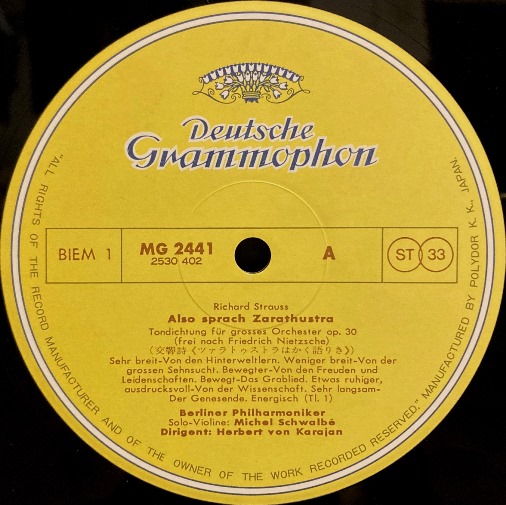 Deutsche
Grammophon
BIEM 1
MG 2441
2530 402
A
ST 33
Richard Strauss
Also sprach Zarathustra
Tondichtung für grosses Orchester op. 30
(frei nach Friedrich Nietzsche)
(交響詩《ツァラトゥストラはかく語りき》)
Sehr breit-Von den Hinterweltlern. Weniger breit-Von der
grossen Sehnsucht. Bewegter-Von den Freuden und
Leidenschaften. Bewegt-Das Grablied. Etwas ruhiger,
ausdrucksvoll-Von der Wissenschaft. Sehr langsam-
Der Genesende. Energisch (Tl. 1)
Berliner Philharmoniker
Solo-Violine: Michel Schwalbé
Dirigent: Herbert von Karajan
"ALL RIGHTS OF THE RECORD MANUFACTURER AND OF THE OWNER OF THE WORK RECORDED RESERVED." MANUFACTURED BY POLYDOR K. K., JAPAN.